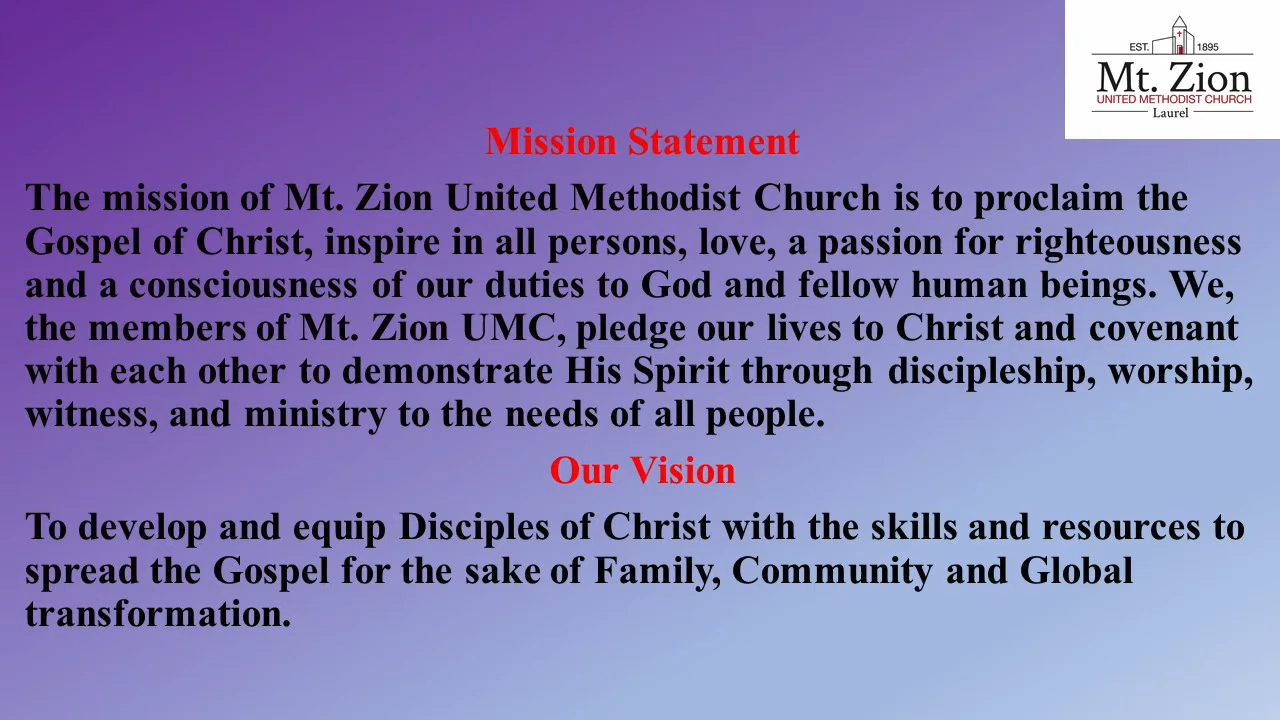 EST. 1895
Mt. Zion
UNITED METHODIST CHURCH
Laurel
Mission Statement
The mission of Mt. Zion United Methodist Church is to proclaim the
Gospel of Christ, inspire in all persons, love, a passion for righteousness
and a consciousness of our duties to God and fellow human beings. We,
the members of Mt. Zion UMC, pledge our lives to Christ and covenant
with each other to demonstrate His Spirit through discipleship, worship,
witness, and ministry to the needs of all people.
Our Vision
To develop and equip Disciples of Christ with the skills and resources to
spread the Gospel for the sake of Family, Community and Global
transformation.